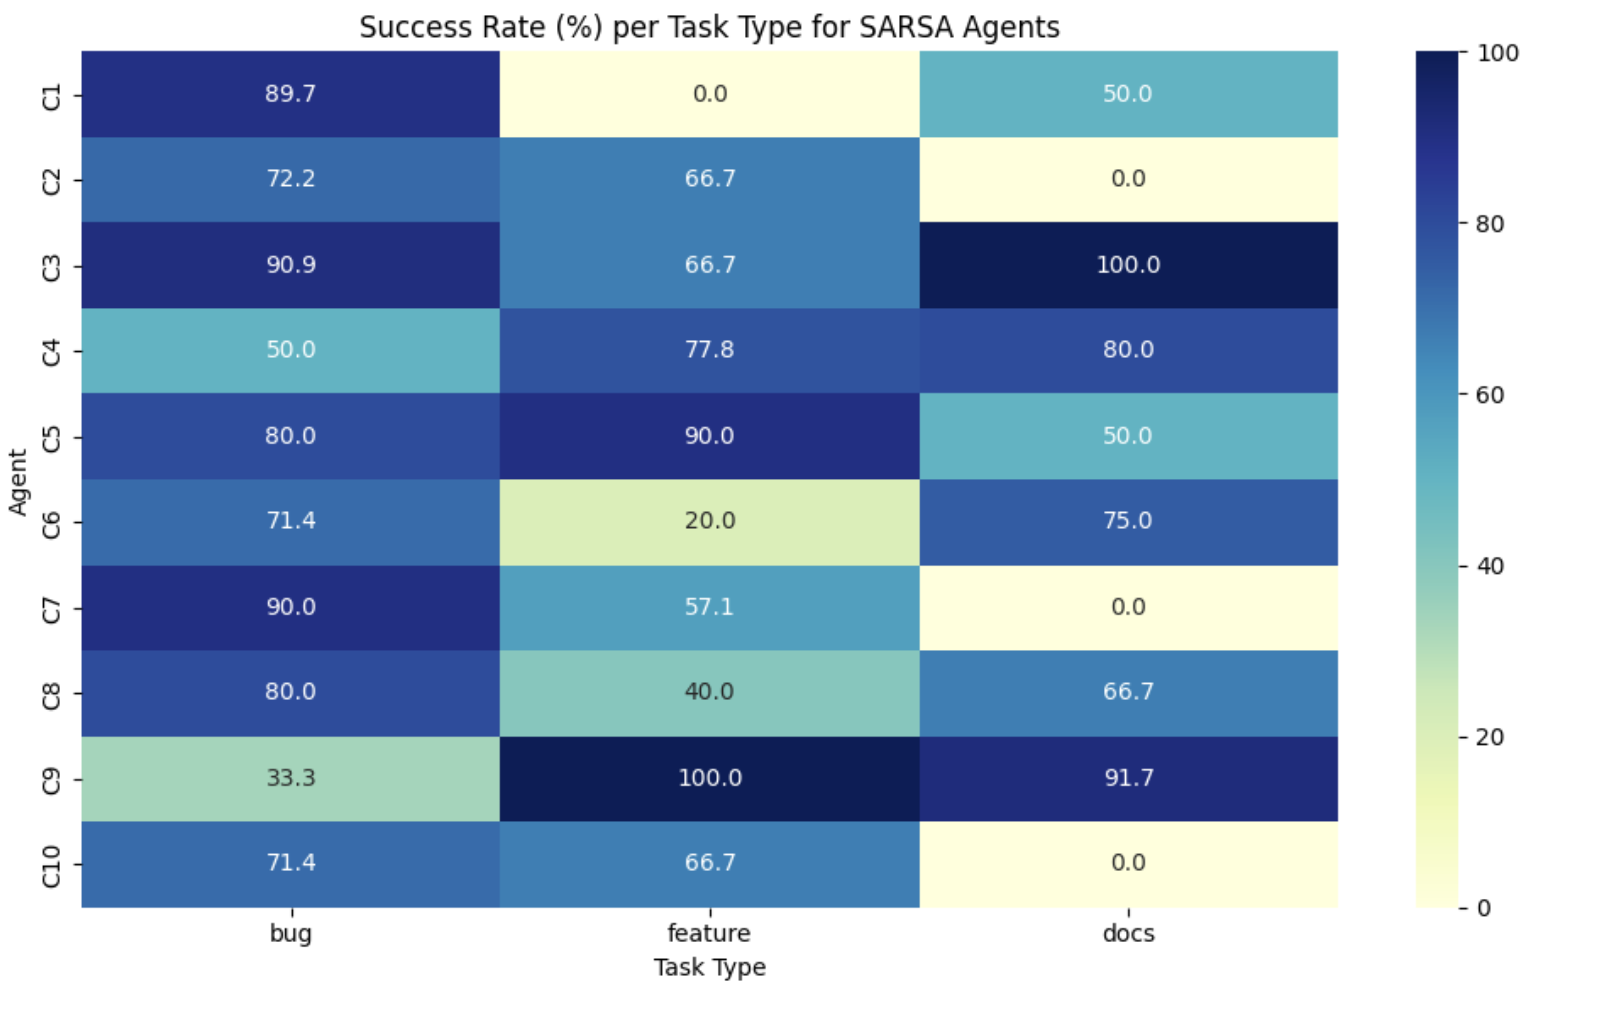 Success Rate (%) per Task Type for SARSA Agents
C1 89.7 0.0 50.0
C2 72.2 66.7 0.0
C3 90.9 66.7 100.0
C4 50.0 77.8 80.0
C5 80.0 90.0 50.0
C6 71.4 20.0 75.0
C7 90.0 57.1 0.0
C8 80.0 40.0 66.7
C9 33.3 100.0 91.7
C10 71.4 66.7 0.0
Agent
bug feature docs
Task Type
100
80
60
40
20
0